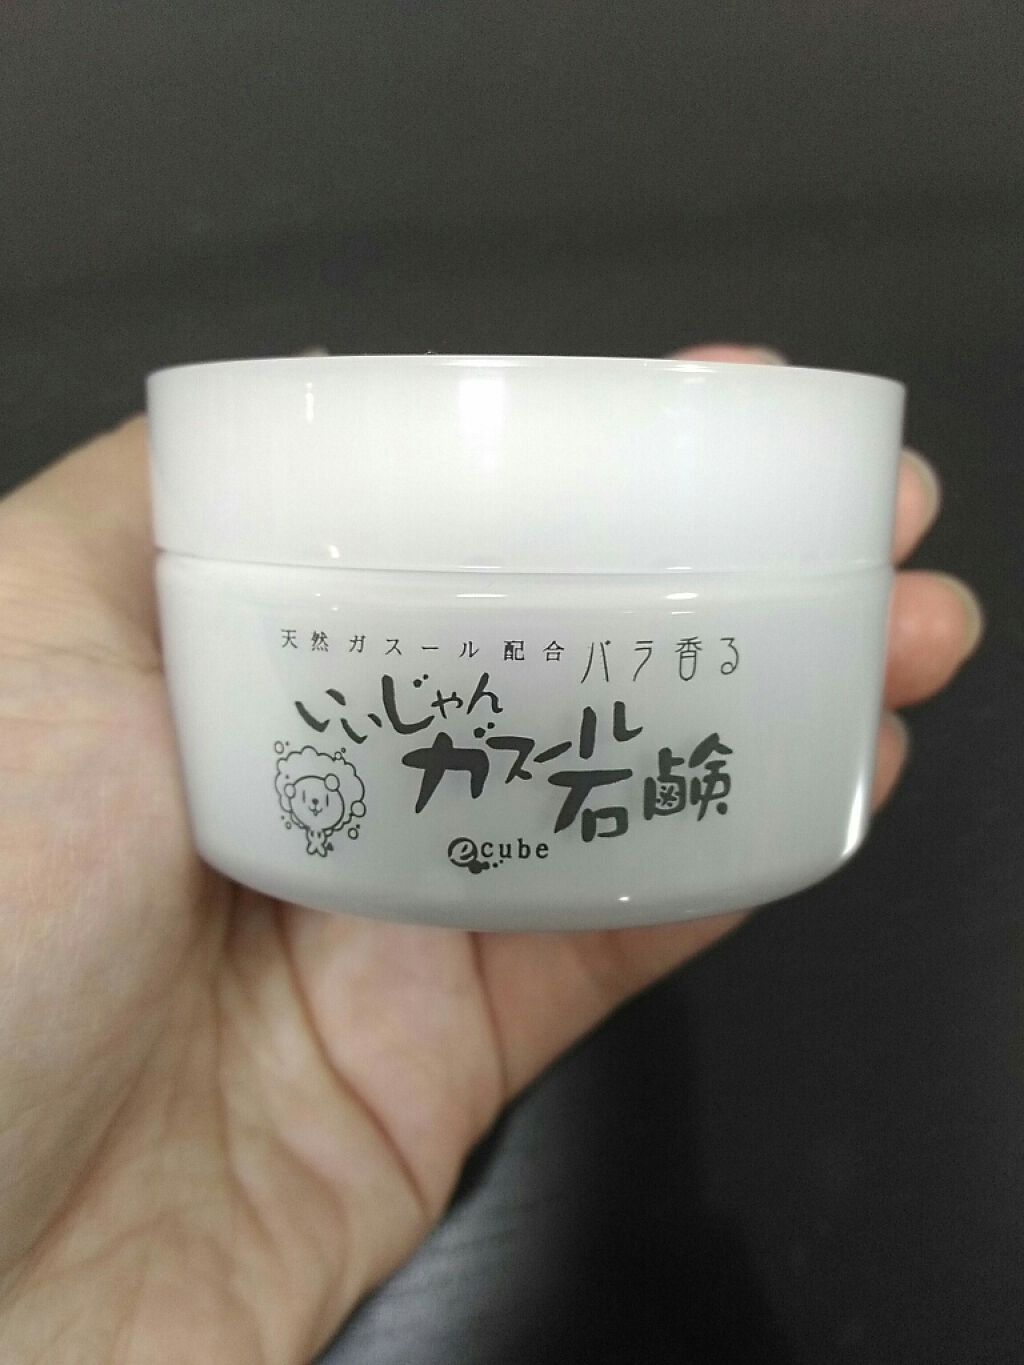 天然ガスール配合 バラ香る
いいじゃん
ガスール石鹸
ecube